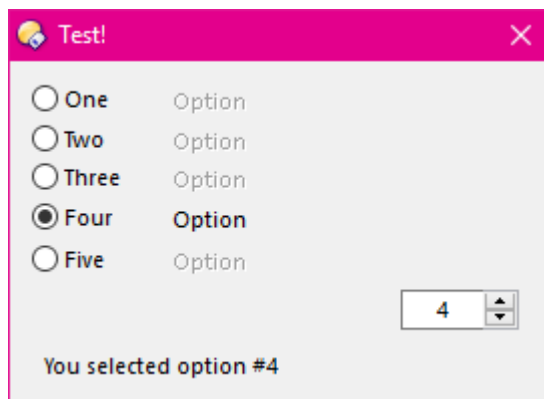 Test!
One Option
Two Option
Three Option
Four Option
Five Option
4
You selected option #4